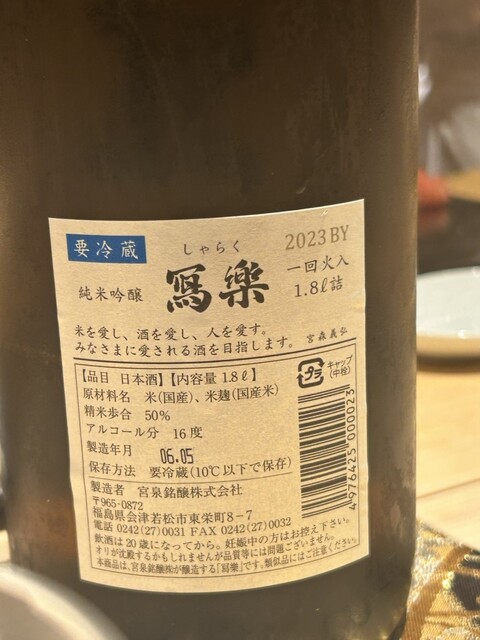 要冷蔵
しゃらく
2023BY
純米吟醸
寫樂
一回火入
1.8ℓ詰
米を愛し、酒を愛し、人を愛す。
みなさまに愛される酒を目指します。 宮森義弘
【品目 日本酒】【内容量 1.8ℓ】
原材料名 米(国産)、米麹(国産米)
精米歩合 50%
アルコール分 16度
製造年月 06.05
保存方法 要冷蔵(10℃以下で保存)
製造者 宮泉銘醸株式会社
〒965-0872
福島県会津若松市東栄町8-7
電話 0242(27)0031 FAX 0242(27)0032
飲酒は20歳になってから。妊娠中の方はお控え下さい。
オリが沈殿するかもしれませんが品質等には問題ございません。
本商品は、宮泉銘醸㈱が醸造する「寫樂」です。類似品にはご注意ください。
プラ
キャップ
(中栓)
4976425000023